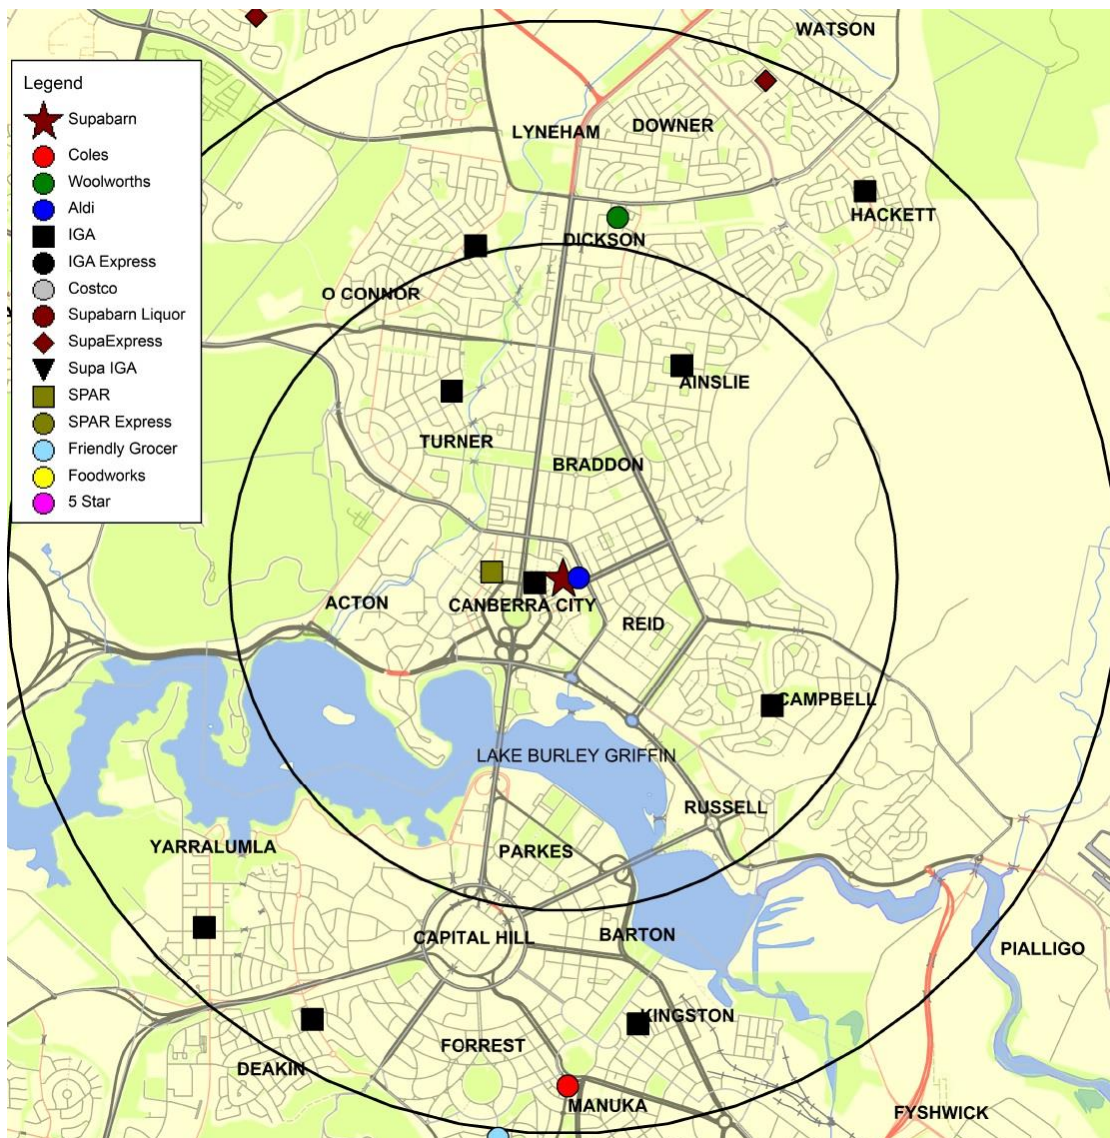 WATSON
Legend
Supabarn
Coles
Woolworths
Aldi
IGA
IGA Express
Costco
Supabarn Liquor
SupaExpress
Supa IGA
SPAR
SPAR Express
Friendly Grocer
Foodworks
5 Star
LYNEHAM
DOWNER
HACKETT
DICKSON
O CONNOR
AINSLIE
TURNER
BRADDON
ACTON
CANBERRA CITY
REID
CAMPBELL
LAKE BURLEY GRIFFIN
RUSSELL
YARRALUMLA
PARKES
CAPITAL HILL
BARTON
PIALLIGO
KINGSTON
FORREST
DEAKIN
MANUKA
FYSHWICK